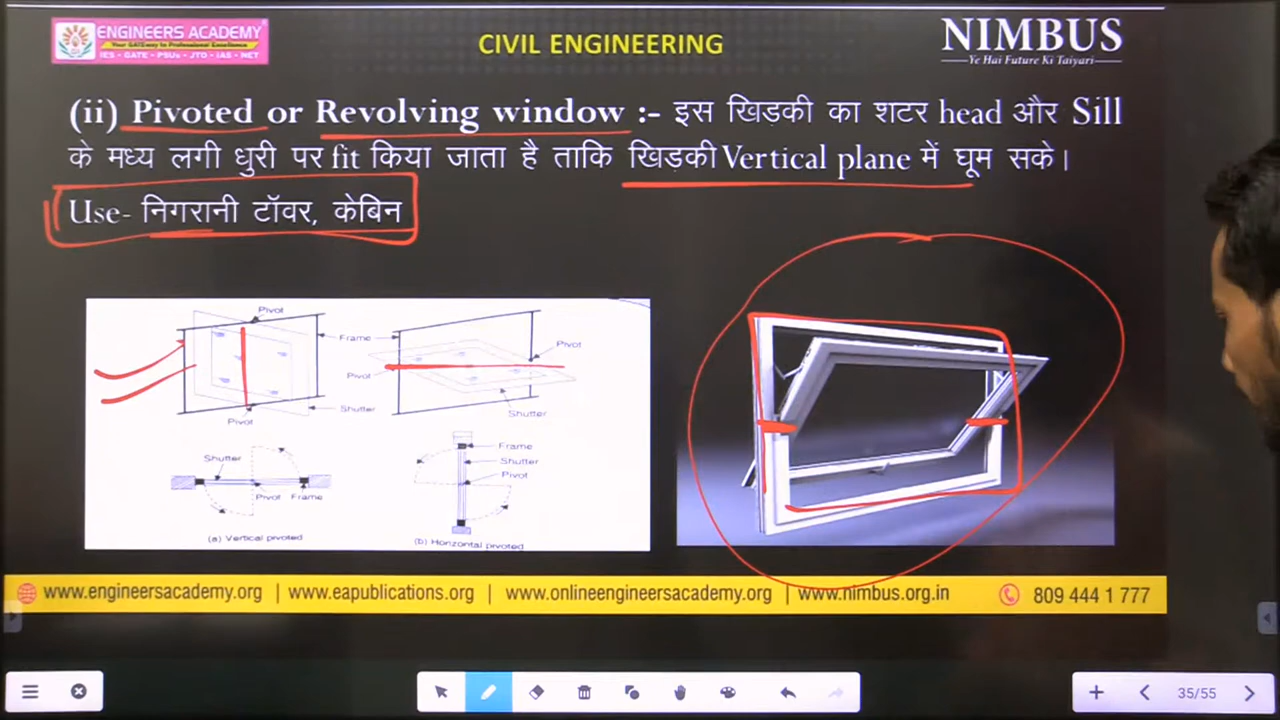 ENGINEERS ACADEMY
Your GATEway to Professional Excellence
IES • GATE • PSUs • JTO • IAS • NET
CIVIL ENGINEERING
NIMBUS
Ye Hai Future Ki Taiyari
(ii) Pivoted or Revolving window :- इस खिड़की का शटर head और Sill
के मध्य लगी धुरी पर fit किया जाता है ताकि खिड़की Vertical plane में घूम सके।
Use- निगरानी टॉवर, केबिन
Pivot
Frame
Shutter
Pivot
Pivot
Pivot
Shutter
Shutter
Pivot
Frame
(a) Vertical pivoted
Frame
Shutter
Pivot
(b) Horizontal pivoted
www.engineersacademy.org | www.eapublications.org | www.onlineengineersacademy.org | www.nimbus.org.in 809 444 1 777
35/55